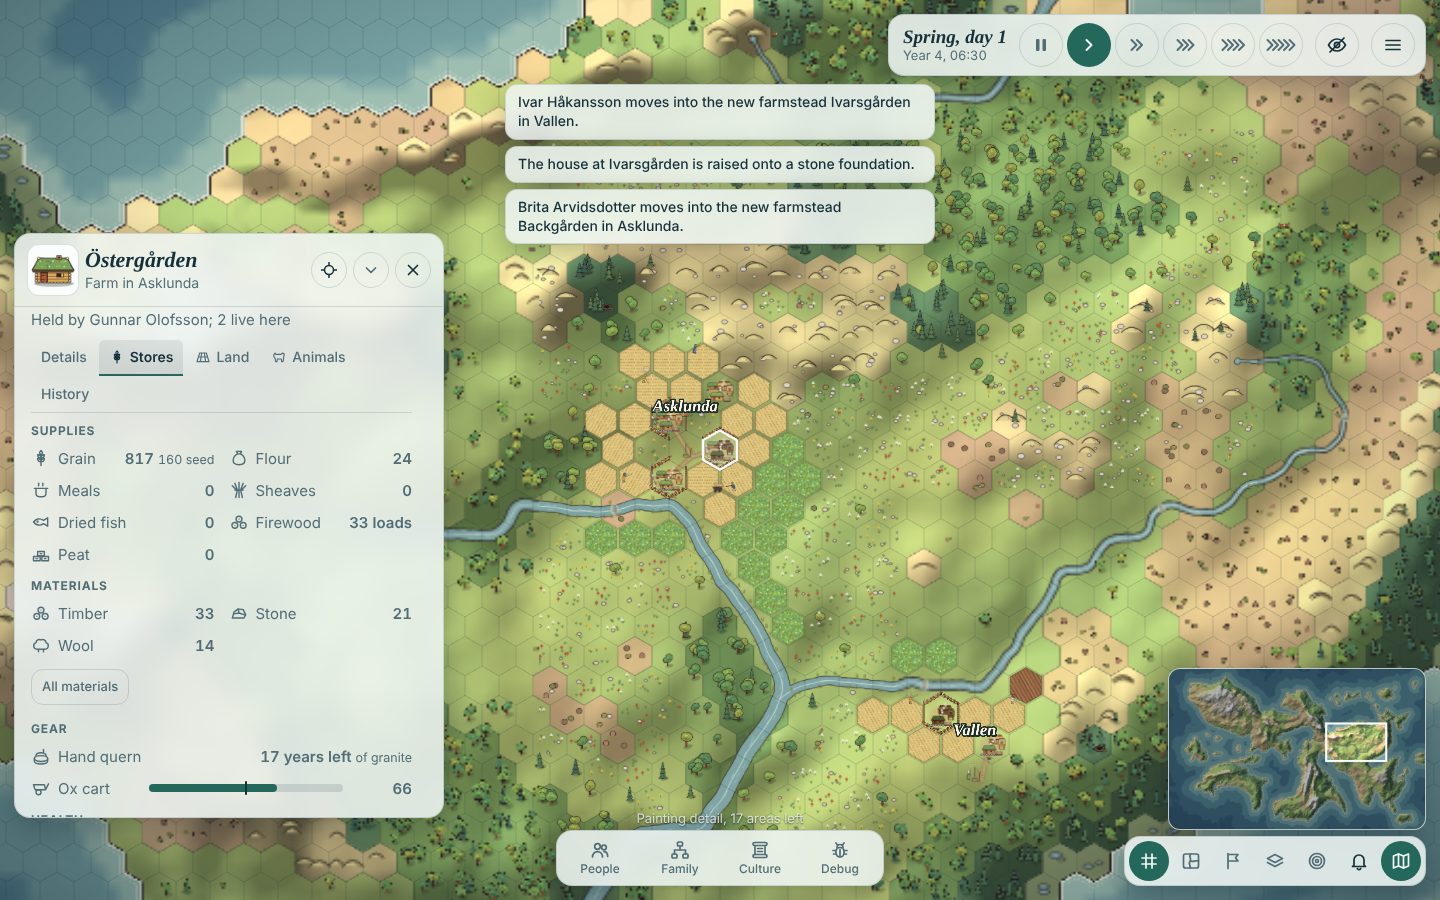 Spring, day 1
Year 4, 06:30
Ivar Håkansson moves into the new farmstead Ivarsgården
in Vallen.
The house at Ivarsgården is raised onto a stone foundation.
Brita Arvidsdotter moves into the new farmstead
Backgården in Asklunda.
Östergården
Farm in Asklunda
Held by Gunnar Olofsson; 2 live here
Details Stores Land Animals
History
SUPPLIES
Grain 817 160 seed Flour 24
Meals 0 Sheaves 0
Dried fish 0 Firewood 33 loads
Peat 0
MATERIALS
Timber 33 Stone 21
Wool 14
All materials
GEAR
Hand quern 17 years left of granite
Ox cart 66
Asklunda
Vallen
Painting detail, 17 areas left
People Family Culture Debug